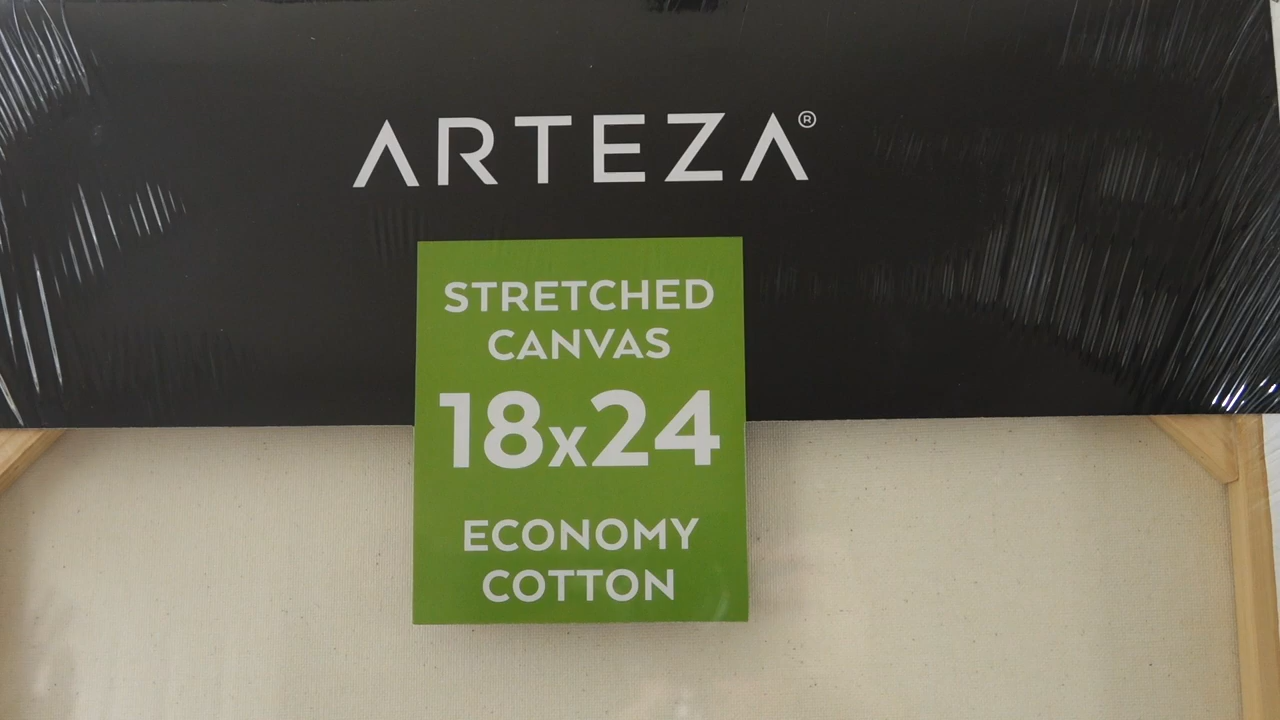 ARTEZA®
STRETCHED
CANVAS
18x24
ECONOMY
COTTON